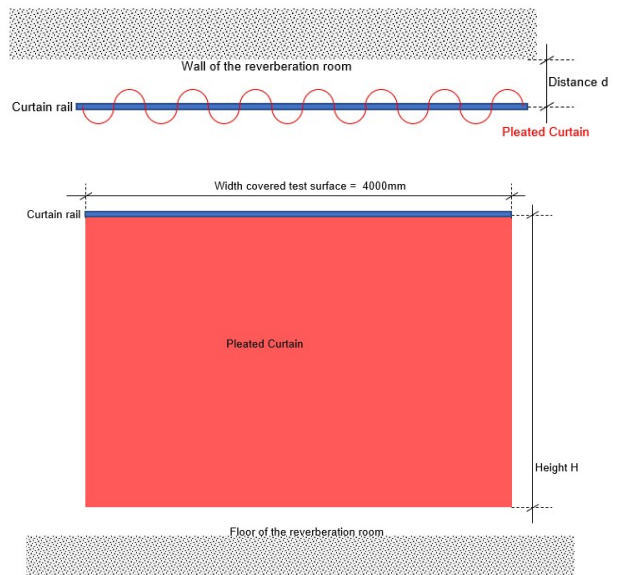 Wall of the reverberation room
Distance d
Curtain rail
Pleated Curtain
Width covered test surface = 4000mm
Curtain rail
Pleated Curtain
Height H
Floor of the reverberation room